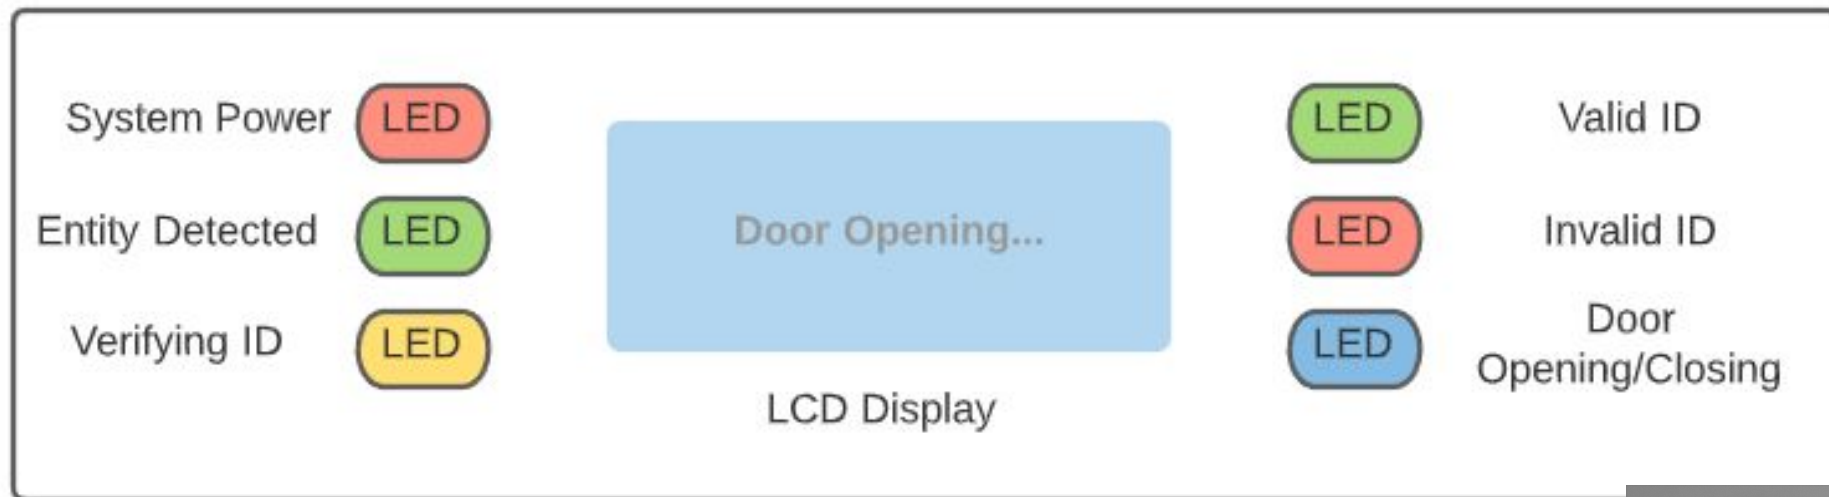 System Power LED
Entity Detected LED
Verifying ID LED
Door Opening...
LCD Display
LED Valid ID
LED Invalid ID
LED Door
Opening/Closing